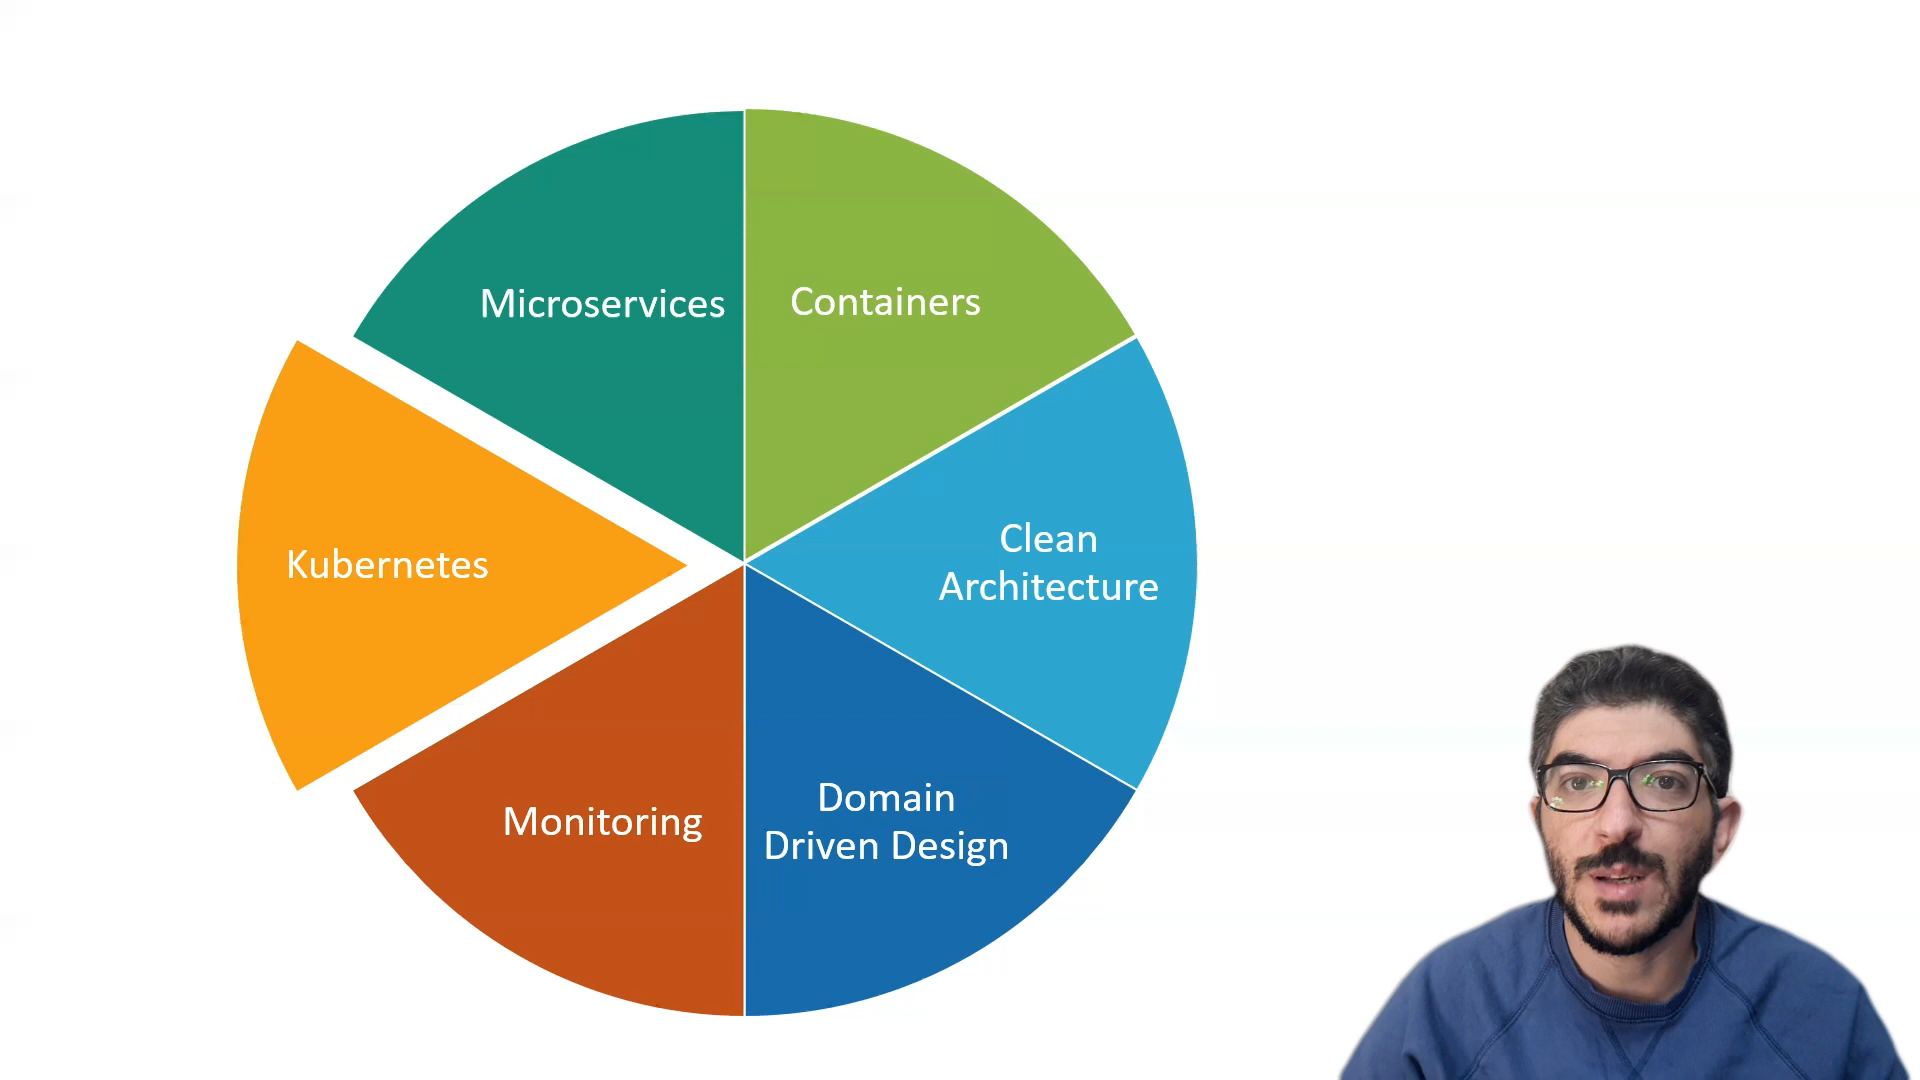 Microservices
Containers
Kubernetes
Clean
Architecture
Monitoring
Domain
Driven Design